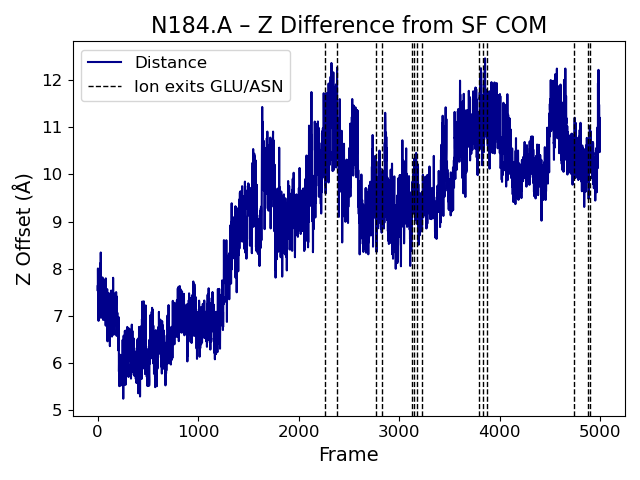 N184.A – Z Difference from SF COM
Distance
Ion exits GLU/ASN
Z Offset (Å)
12
11
10
9
8
7
6
5
0
1000
2000
3000
4000
5000
Frame